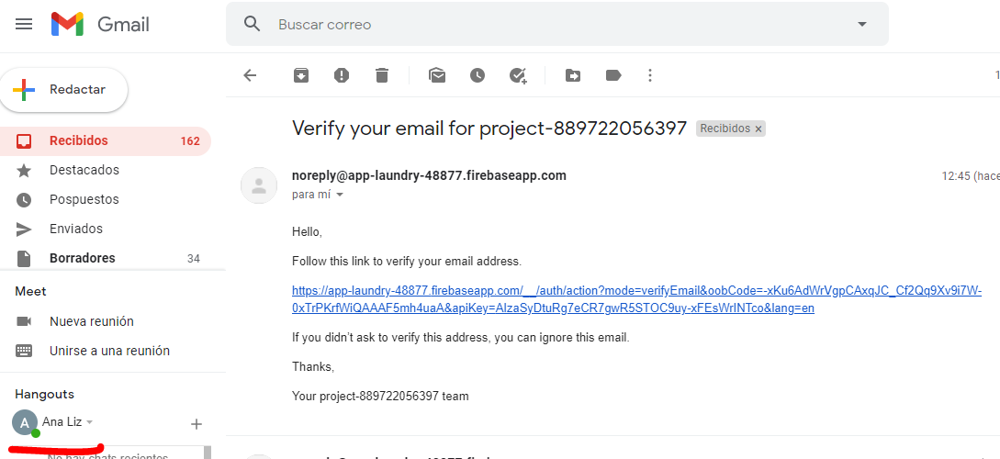 Gmail
Buscar correo
Redactar
Recibidos 162
Destacados
Pospuestos
Enviados
Borradores 34
Meet
Nueva reunión
Unirse a una reunión
Hangouts
A Ana Liz
No hay chats recientes
Verify your email for project-889722056397 Recibidos x
noreply@app-laundry-48877.firebaseapp.com 12:45 (hace
para mí
Hello,
Follow this link to verify your email address.
https://app-laundry-48877.firebaseapp.com/__/auth/action?mode=verifyEmail&oobCode=-xKu6AdWrVgpCAxqJC_Cf2Qq9Xv9i7W-
0xTrPKrfWiQAAAF5mh4uaA&apiKey=AIzaSyDtuRg7eCR7gwR5STOC9uy-xFEsWrINTco&lang=en
If you didn't ask to verify this address, you can ignore this email.
Thanks,
Your project-889722056397 team